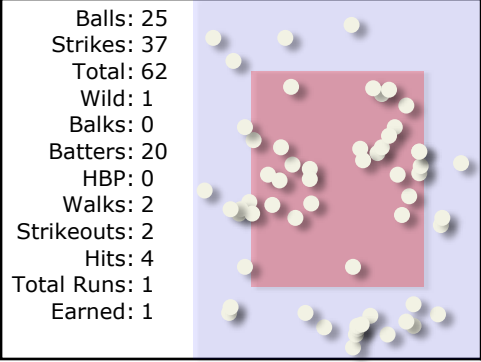 Balls: 25
Strikes: 37
Total: 62
Wild: 1
Balks: 0
Batters: 20
HBP: 0
Walks: 2
Strikeouts: 2
Hits: 4
Total Runs: 1
Earned: 1